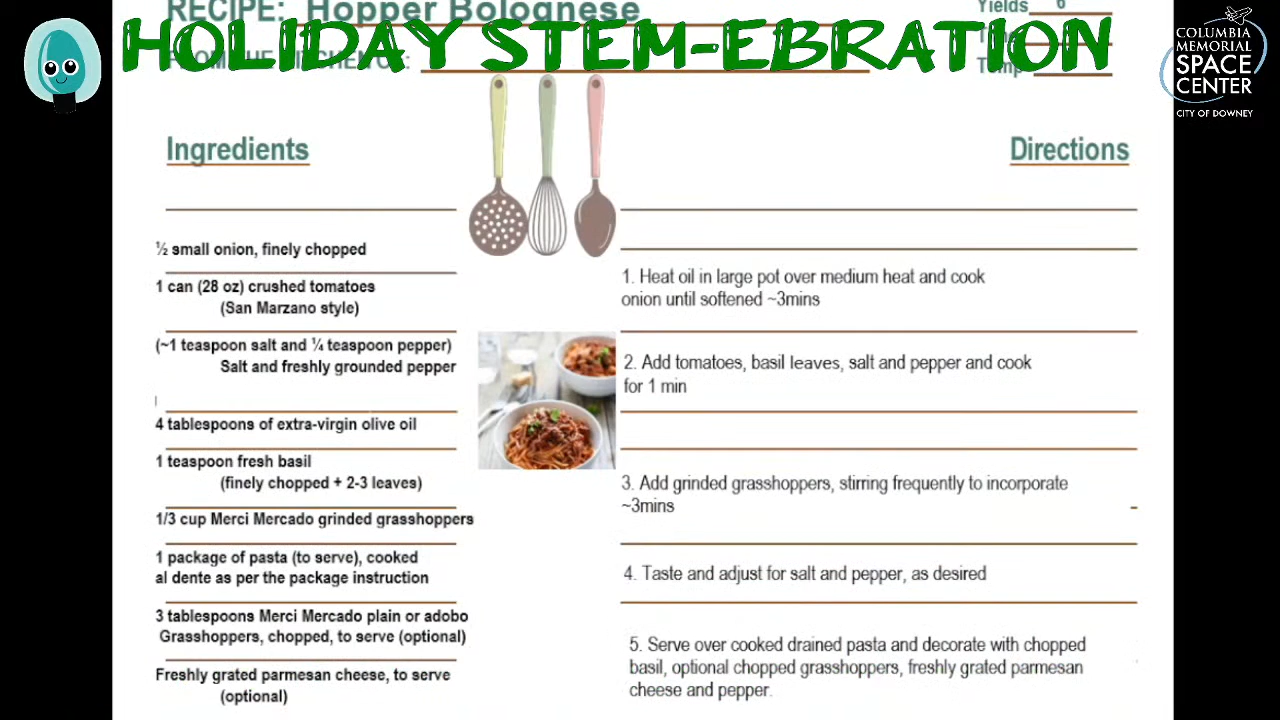 RECIPE: Hopper Bolognese
Yields 6
HOLIDAY STEM-EBRATION
FROM THE KITCHEN OF:
Temp
COLUMBIA
MEMORIAL
SPACE
CENTER
CITY OF DOWNEY
Ingredients
½ small onion, finely chopped
1 can (28 oz) crushed tomatoes
(San Marzano style)
(~1 teaspoon salt and ¼ teaspoon pepper)
Salt and freshly grounded pepper
4 tablespoons of extra-virgin olive oil
1 teaspoon fresh basil
(finely chopped + 2-3 leaves)
1/3 cup Merci Mercado grinded grasshoppers
1 package of pasta (to serve), cooked
al dente as per the package instruction
3 tablespoons Merci Mercado plain or adobo
Grasshoppers, chopped, to serve (optional)
Freshly grated parmesan cheese, to serve
(optional)
Directions
1. Heat oil in large pot over medium heat and cook
onion until softened ~3mins
2. Add tomatoes, basil leaves, salt and pepper and cook
for 1 min
3. Add grinded grasshoppers, stirring frequently to incorporate
~3mins
4. Taste and adjust for salt and pepper, as desired
5. Serve over cooked drained pasta and decorate with chopped
basil, optional chopped grasshoppers, freshly grated parmesan
cheese and pepper.